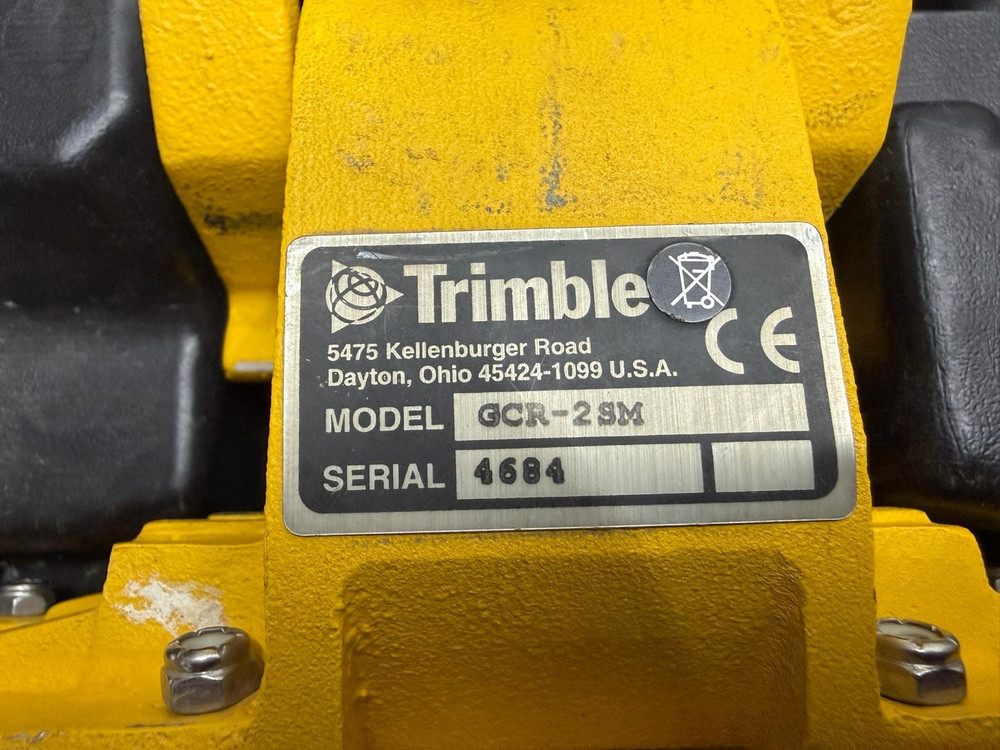 Trimble
5475 Kellenburger Road
Dayton, Ohio 45424-1099 U.S.A.
CE
MODEL GCR-2SM
SERIAL 4684